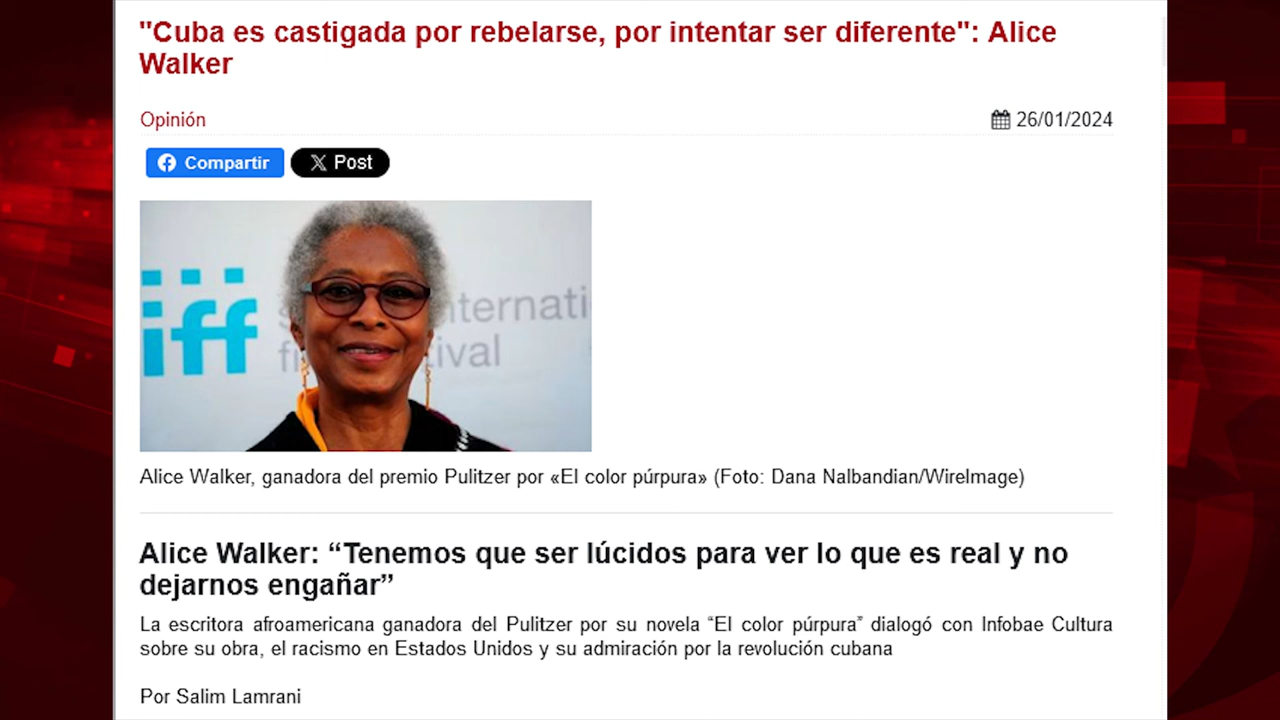 "Cuba es castigada por rebelarse, por intentar ser diferente": Alice
Walker
Opinión
26/01/2024
Compartir
Post
iff
internati
Alice Walker, ganadora del premio Pulitzer por «El color púrpura» (Foto: Dana Nalbandian/WireImage)
Alice Walker: “Tenemos que ser lúcidos para ver lo que es real y no
dejarnos engañar”
La escritora afroamericana ganadora del Pulitzer por su novela “El color púrpura” dialogó con Infobae Cultura
sobre su obra, el racismo en Estados Unidos y su admiración por la revolución cubana
Por Salim Lamrani